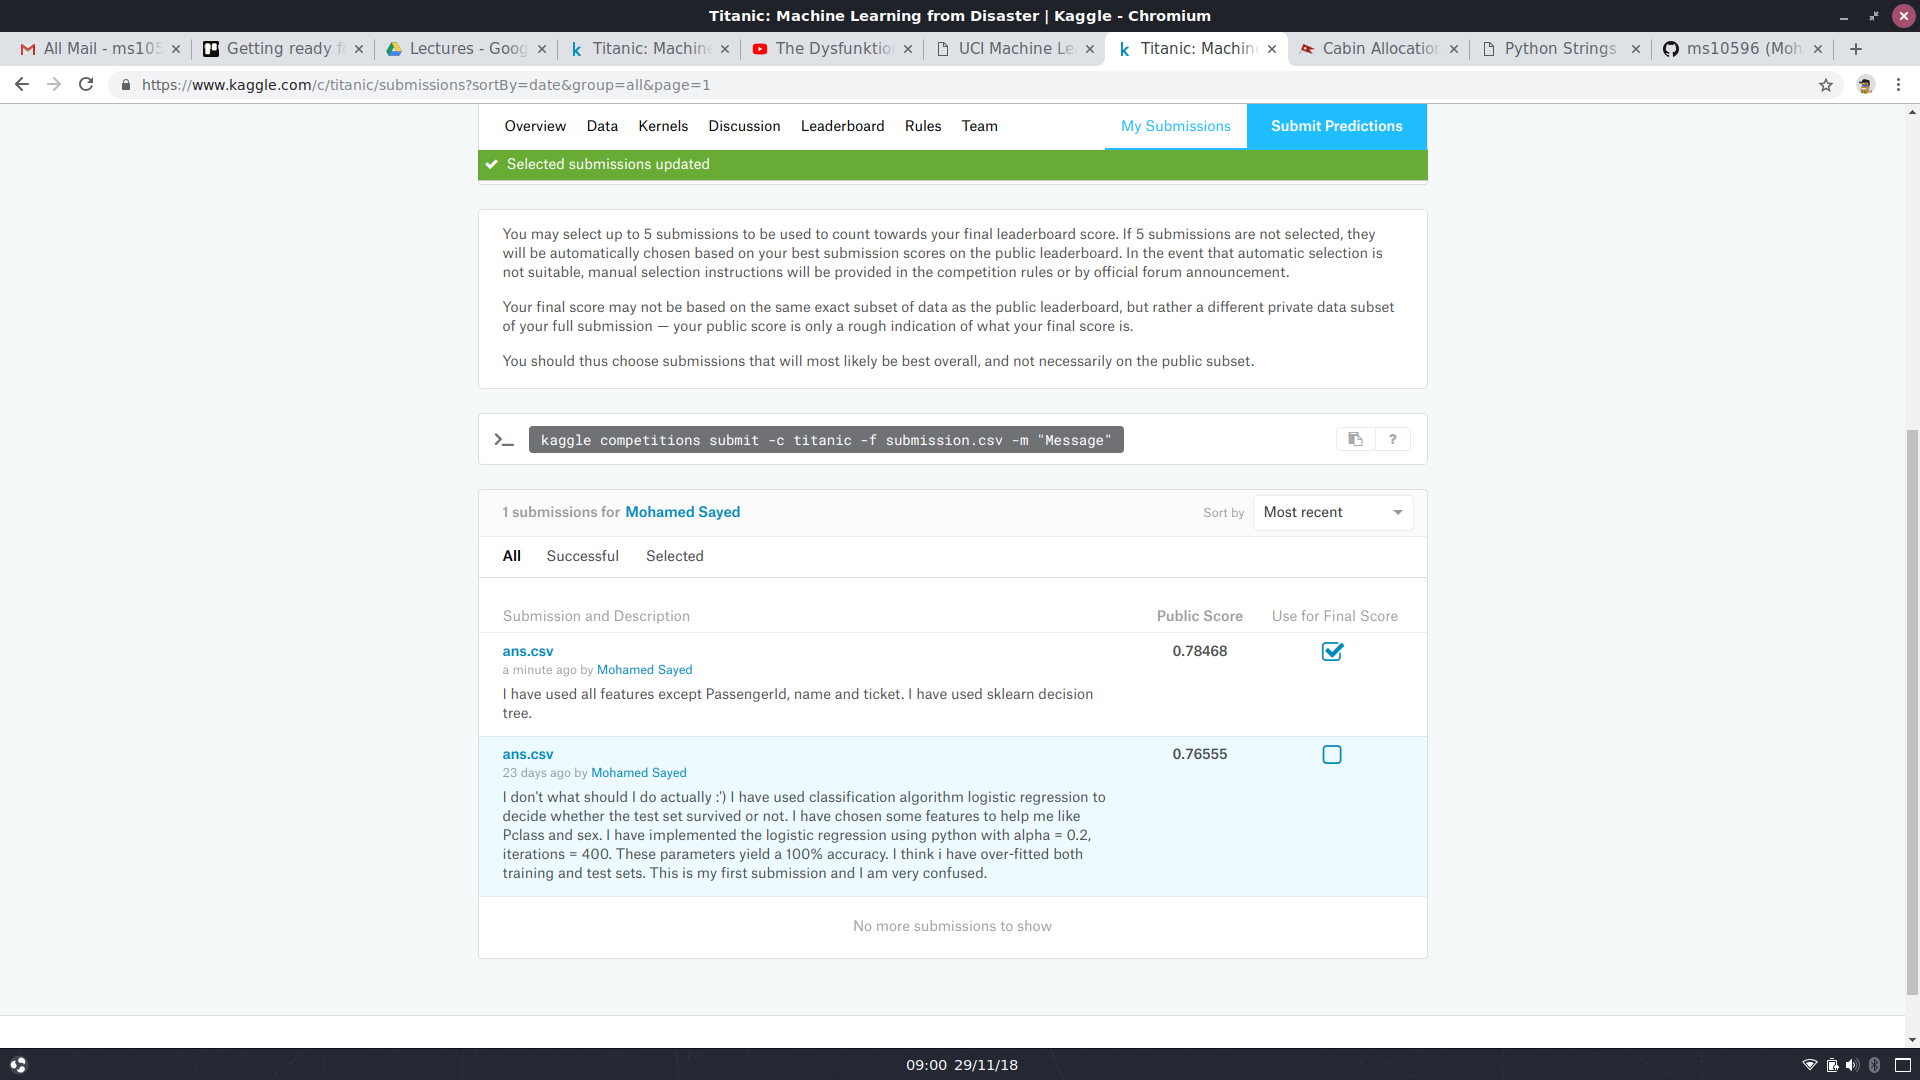 Titanic: Machine Learning from Disaster | Kaggle - Chromium
All Mail - ms105
Getting ready f
Lectures - Goog
Titanic: Machine
The Dysfunktio
UCI Machine Le
Titanic: Machin
Cabin Allocation
Python Strings
ms10596 (Moh
https://www.kaggle.com/c/titanic/submissions?sortBy=date&group=all&page=1
Overview Data Kernels Discussion Leaderboard Rules Team My Submissions Submit Predictions
Selected submissions updated
You may select up to 5 submissions to be used to count towards your final leaderboard score. If 5 submissions are not selected, they
will be automatically chosen based on your best submission scores on the public leaderboard. In the event that automatic selection is
not suitable, manual selection instructions will be provided in the competition rules or by official forum announcement.
Your final score may not be based on the same exact subset of data as the public leaderboard, but rather a different private data subset
of your full submission — your public score is only a rough indication of what your final score is.
You should thus choose submissions that will most likely be best overall, and not necessarily on the public subset.
>_ kaggle competitions submit -c titanic -f submission.csv -m "Message" ?
1 submissions for Mohamed Sayed Sort by Most recent
All Successful Selected
Submission and Description Public Score Use for Final Score
ans.csv 0.78468
a minute ago by Mohamed Sayed
I have used all features except PassengerId, name and ticket. I have used sklearn decision
tree.
ans.csv 0.76555
23 days ago by Mohamed Sayed
I don't what should I do actually :') I have used classification algorithm logistic regression to
decide whether the test set survived or not. I have chosen some features to help me like
Pclass and sex. I have implemented the logistic regression using python with alpha = 0.2,
iterations = 400. These parameters yield a 100% accuracy. I think i have over-fitted both
training and test sets. This is my first submission and I am very confused.
No more submissions to show
09:00 29/11/18